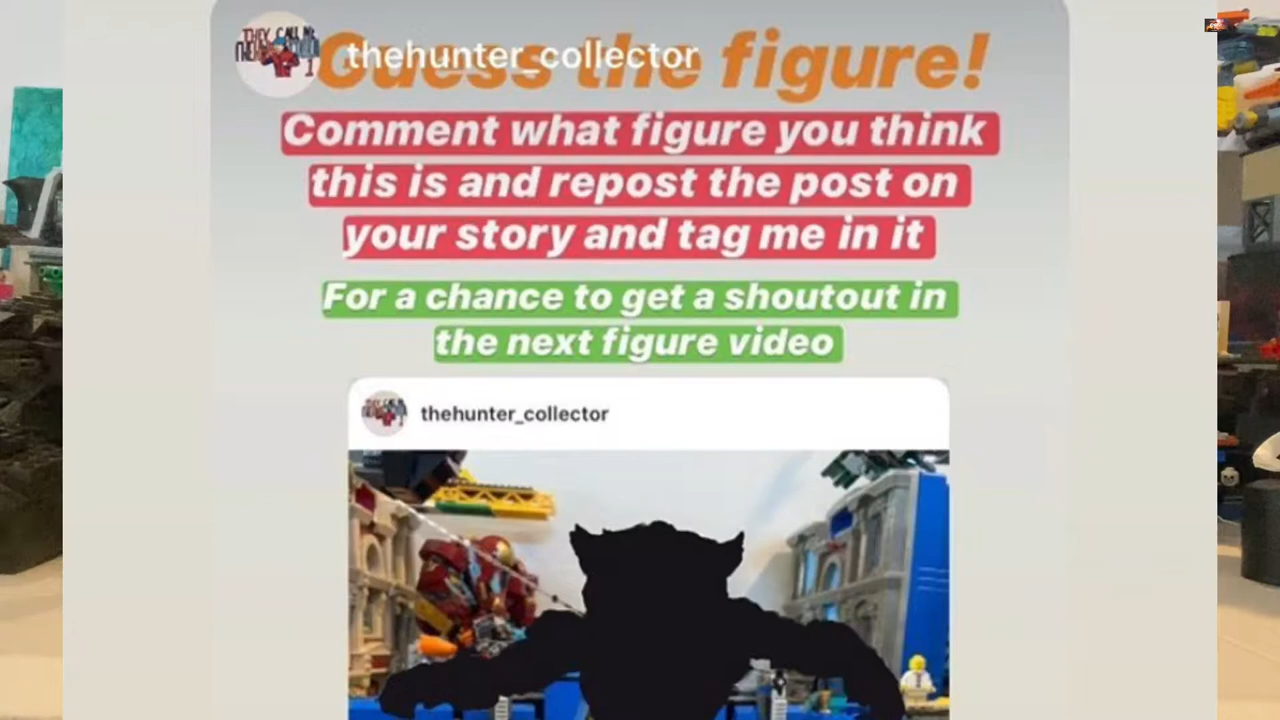 thehunter_collector
Guess the figure!
Comment what figure you think
this is and repost the post on
your story and tag me in it
For a chance to get a shoutout in
the next figure video
thehunter_collector